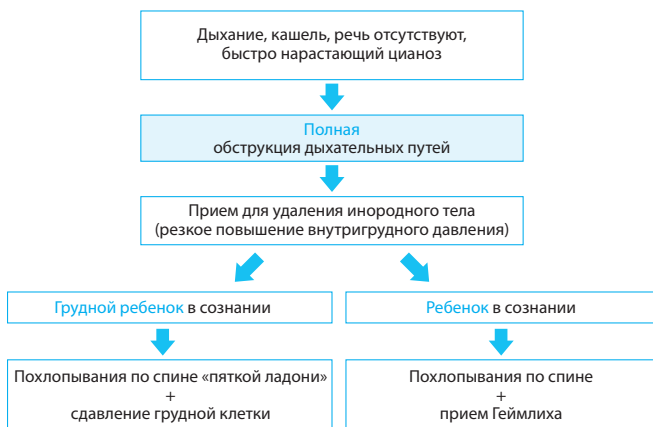 Дыхание, кашель, речь отсутствуют,
быстро нарастающий цианоз
Полная
обструкция дыхательных путей
Прием для удаления инородного тела
(резкое повышение внутригрудного давления)
Грудной ребенок в сознании
Ребенок в сознании
Похлопывания по спине «пяткой ладони»
+
сдавление грудной клетки
Похлопывания по спине
+
прием Геймлиха